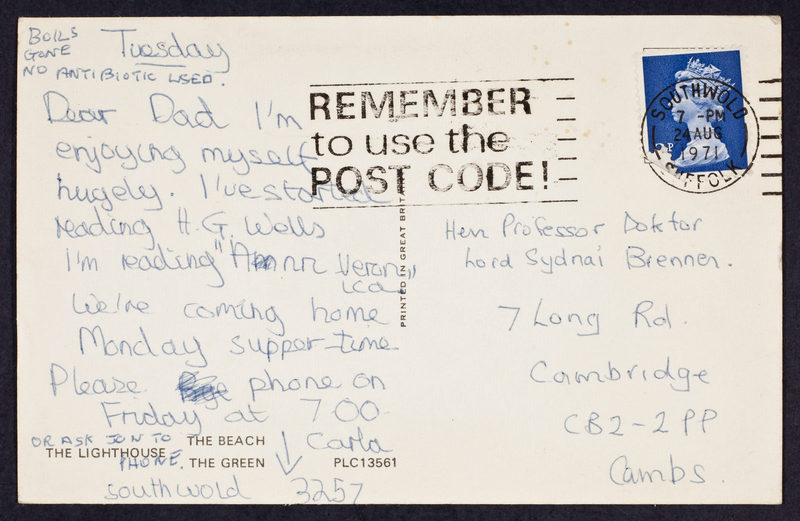 BOILS
GONE
NO ANTIBIOTIC USED.
Tuesday
Dear Dad I'm
enjoying myself
hugely. I've started
reading H.G. Wells
I'm reading "Ann Veron"
ica
We're coming home
Monday supper-time
Please phone on
Friday at 7 00
OR ASK JON TO
PHONE.
Carla
southwold 3257
THE LIGHTHOUSE
THE BEACH
THE GREEN
PLC13561
PRINTED IN GREAT BRIT
REMEMBER
to use the
POST CODE!
SOUTHWOLD
7 -PM
24 AUG
1971
SUFFOLK
Herr Professor Doktor
Lord Sydnai Brenner.
7 Long Rd.
Cambridge
CB2-2PP
Cambs.